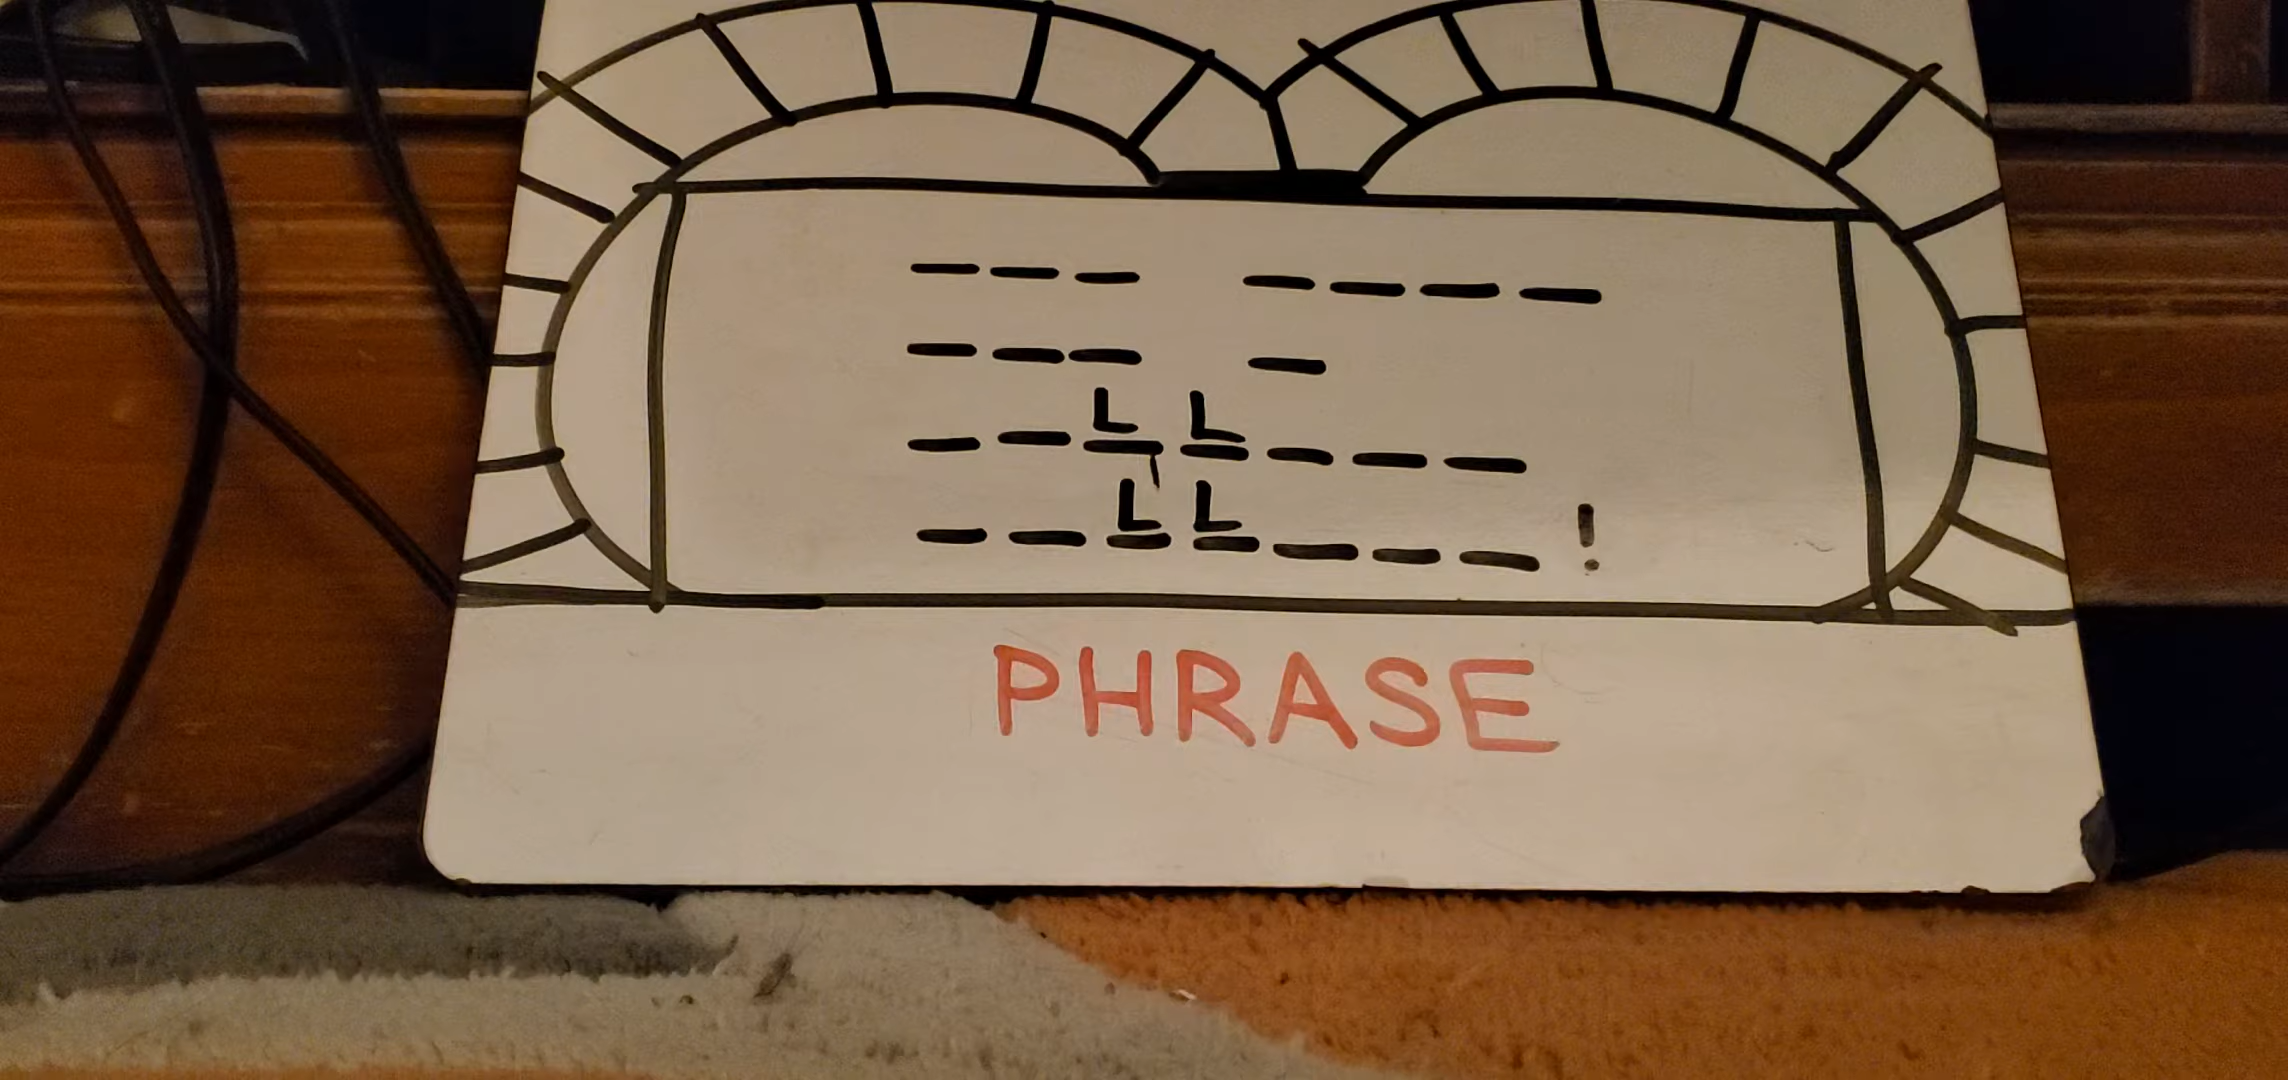 _ _ _ _ _ _ _
_ _ _ _
_ _ L L _ _ _
_ _ L L _ _ _ !
PHRASE